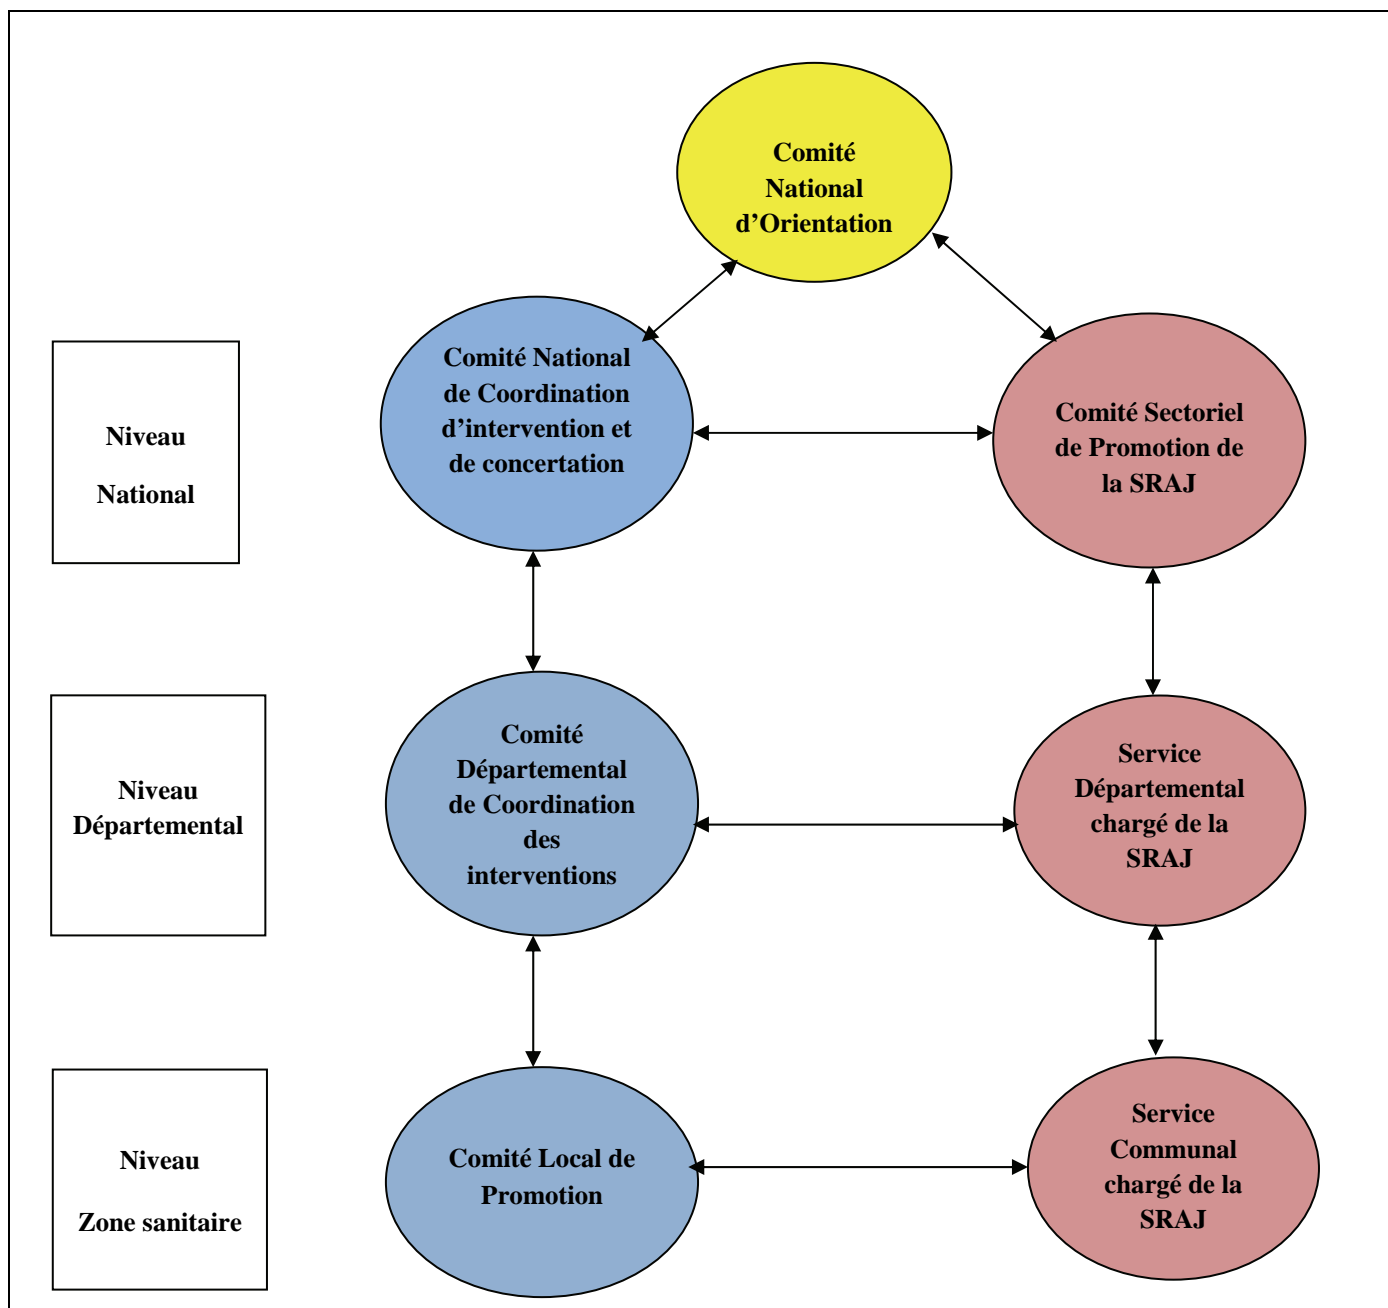 Comité
National
d’Orientation
Niveau
National
Comité National
de Coordination
d’intervention et
de concertation
Comité Sectoriel
de Promotion de
la SRAJ
Niveau
Départemental
Comité
Départemental
de Coordination
des
interventions
Service
Départemental
chargé de la
SRAJ
Niveau
Zone sanitaire
Comité Local de
Promotion
Service
Communal
chargé de la
SRAJ